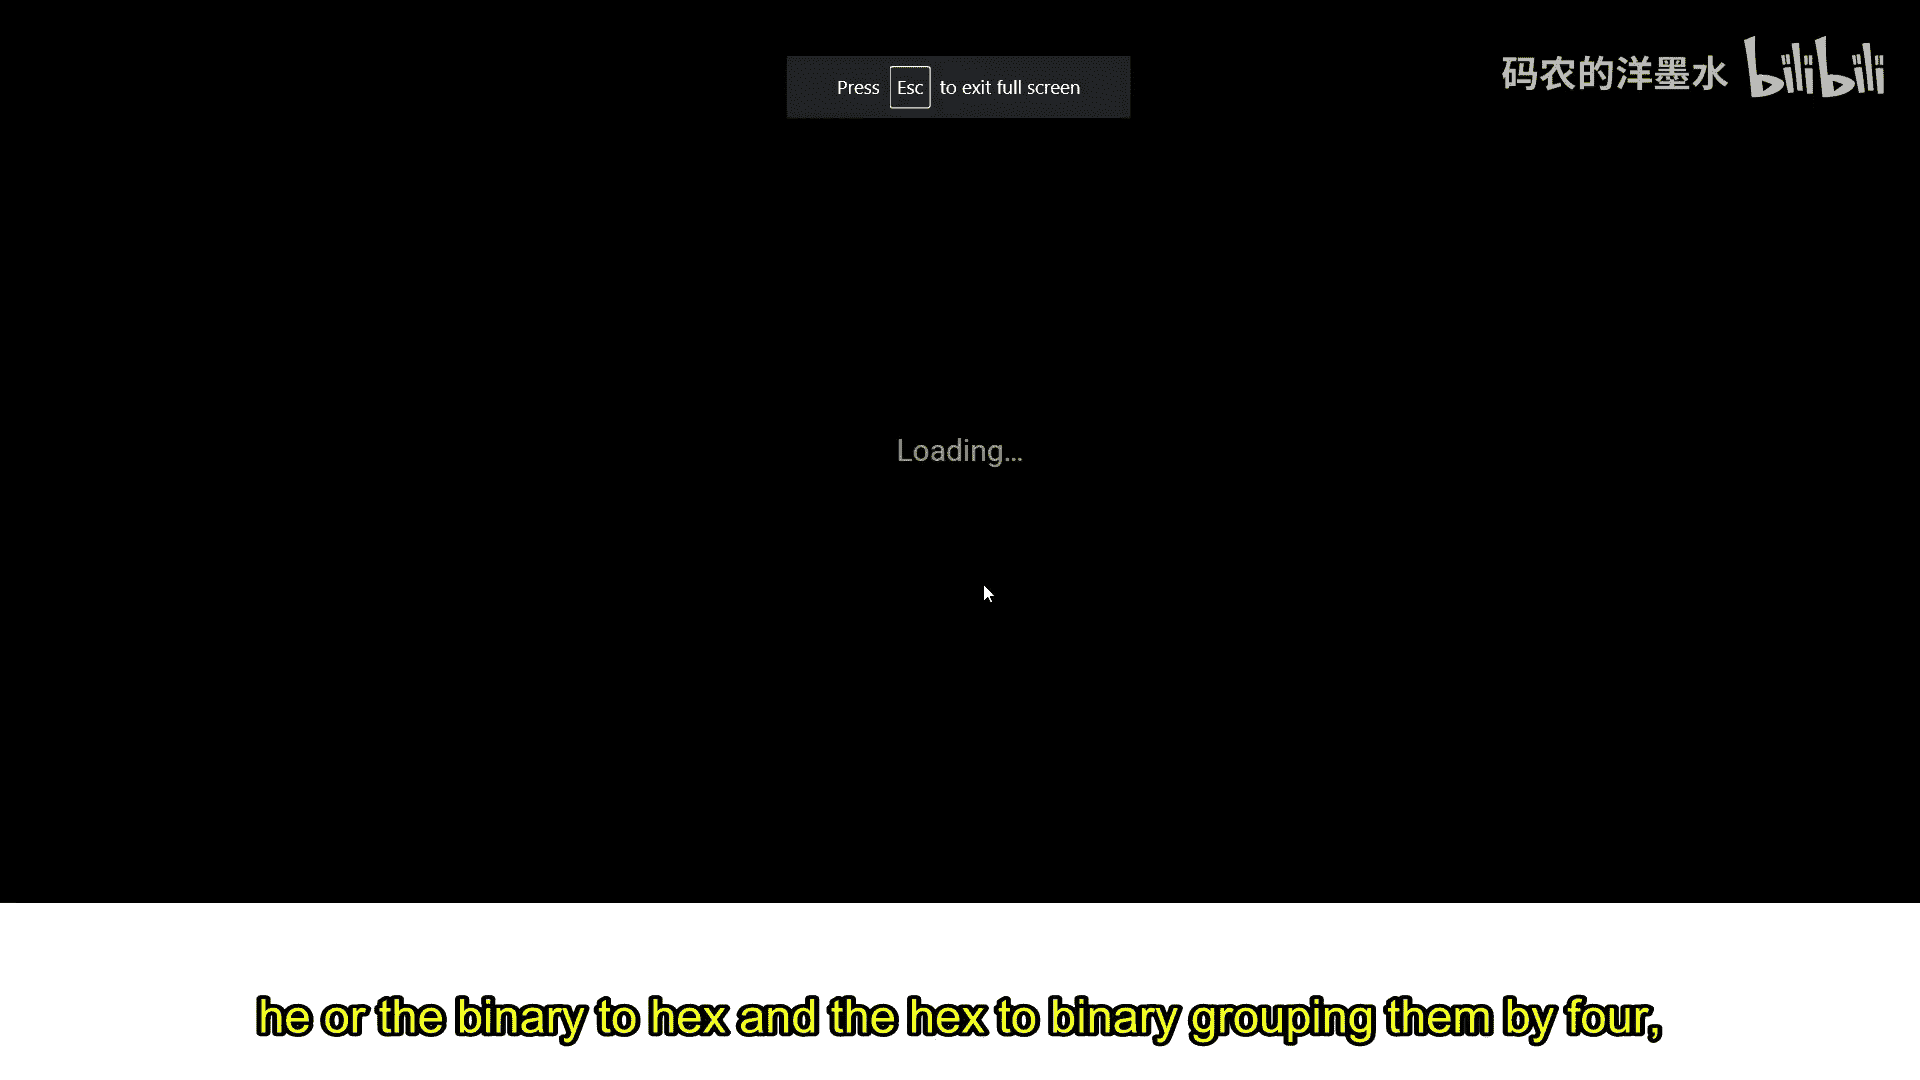 码农的洋墨水 bilibili
Press Esc to exit full screen
Loading...
he or the binary to hex and the hex to binary grouping them by four,